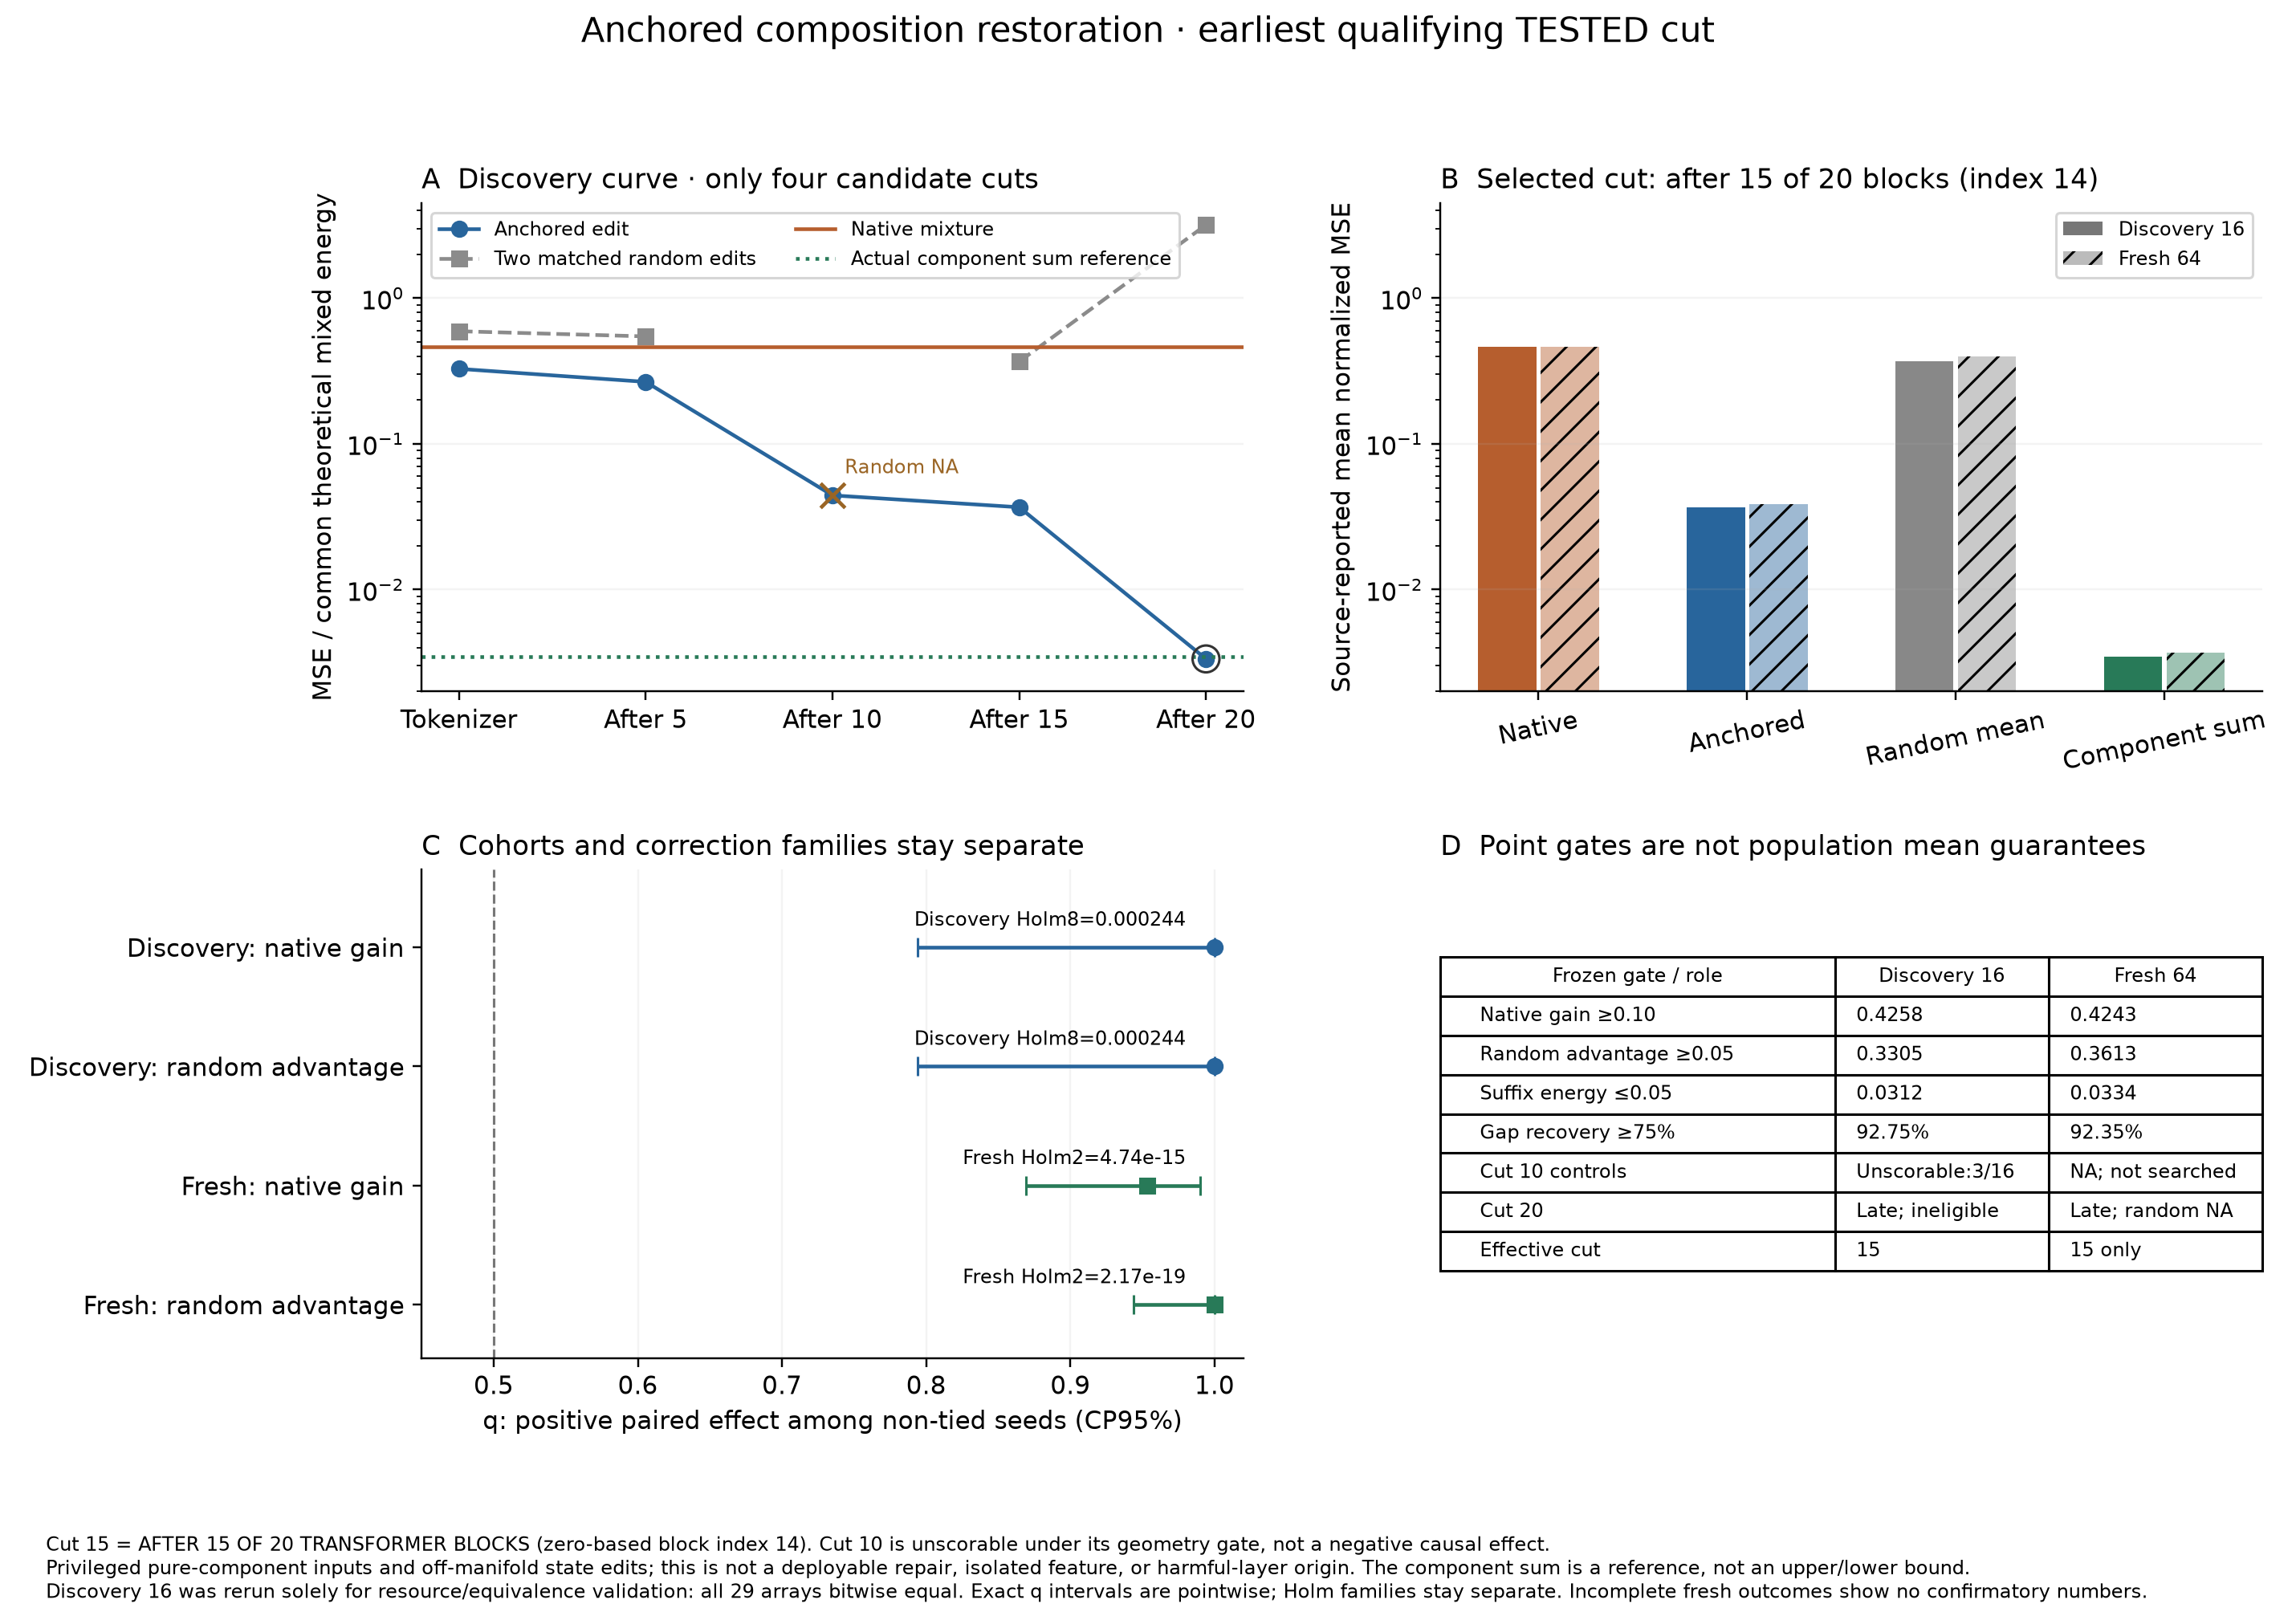 Anchored composition restoration · earliest qualifying TESTED cut
A Discovery curve · only four candidate cuts
MSE / common theoretical mixed energy
Anchored edit
Two matched random edits
Native mixture
Actual component sum reference
10⁰
10⁻¹
10⁻²
Random NA
Tokenizer
After 5
After 10
After 15
After 20
B Selected cut: after 15 of 20 blocks (index 14)
Source-reported mean normalized MSE
Discovery 16
Fresh 64
10⁰
10⁻¹
10⁻²
Native
Anchored
Random mean
Component sum
C Cohorts and correction families stay separate
Discovery: native gain
Discovery Holm8=0.000244
Discovery: random advantage
Discovery Holm8=0.000244
Fresh: native gain
Fresh Holm2=4.74e-15
Fresh: random advantage
Fresh Holm2=2.17e-19
0.5 0.6 0.7 0.8 0.9 1.0
q: positive paired effect among non-tied seeds (CP95%)
D Point gates are not population mean guarantees
Frozen gate / role Discovery 16 Fresh 64
Native gain ≥0.10 0.4258 0.4243
Random advantage ≥0.05 0.3305 0.3613
Suffix energy ≤0.05 0.0312 0.0334
Gap recovery ≥75% 92.75% 92.35%
Cut 10 controls Unscorable:3/16 NA; not searched
Cut 20 Late; ineligible Late; random NA
Effective cut 15 15 only
Cut 15 = AFTER 15 OF 20 TRANSFORMER BLOCKS (zero-based block index 14). Cut 10 is unscorable under its geometry gate, not a negative causal effect.
Privileged pure-component inputs and off-manifold state edits; this is not a deployable repair, isolated feature, or harmful-layer origin. The component sum is a reference, not an upper/lower bound.
Discovery 16 was rerun solely for resource/equivalence validation: all 29 arrays bitwise equal. Exact q intervals are pointwise; Holm families stay separate. Incomplete fresh outcomes show no confirmatory numbers.